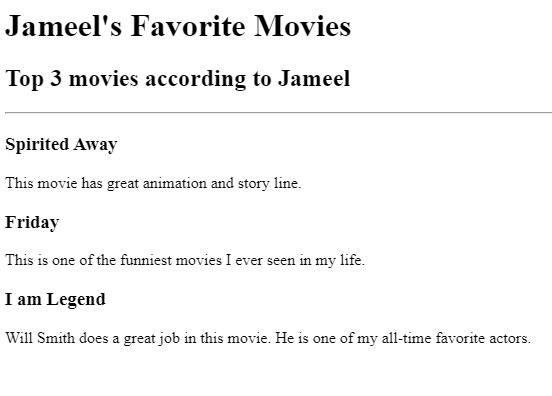 Jameel's Favorite Movies
Top 3 movies according to Jameel
Spirited Away
This movie has great animation and story line.
Friday
This is one of the funniest movies I ever seen in my life.
I am Legend
Will Smith does a great job in this movie. He is one of my all-time favorite actors.